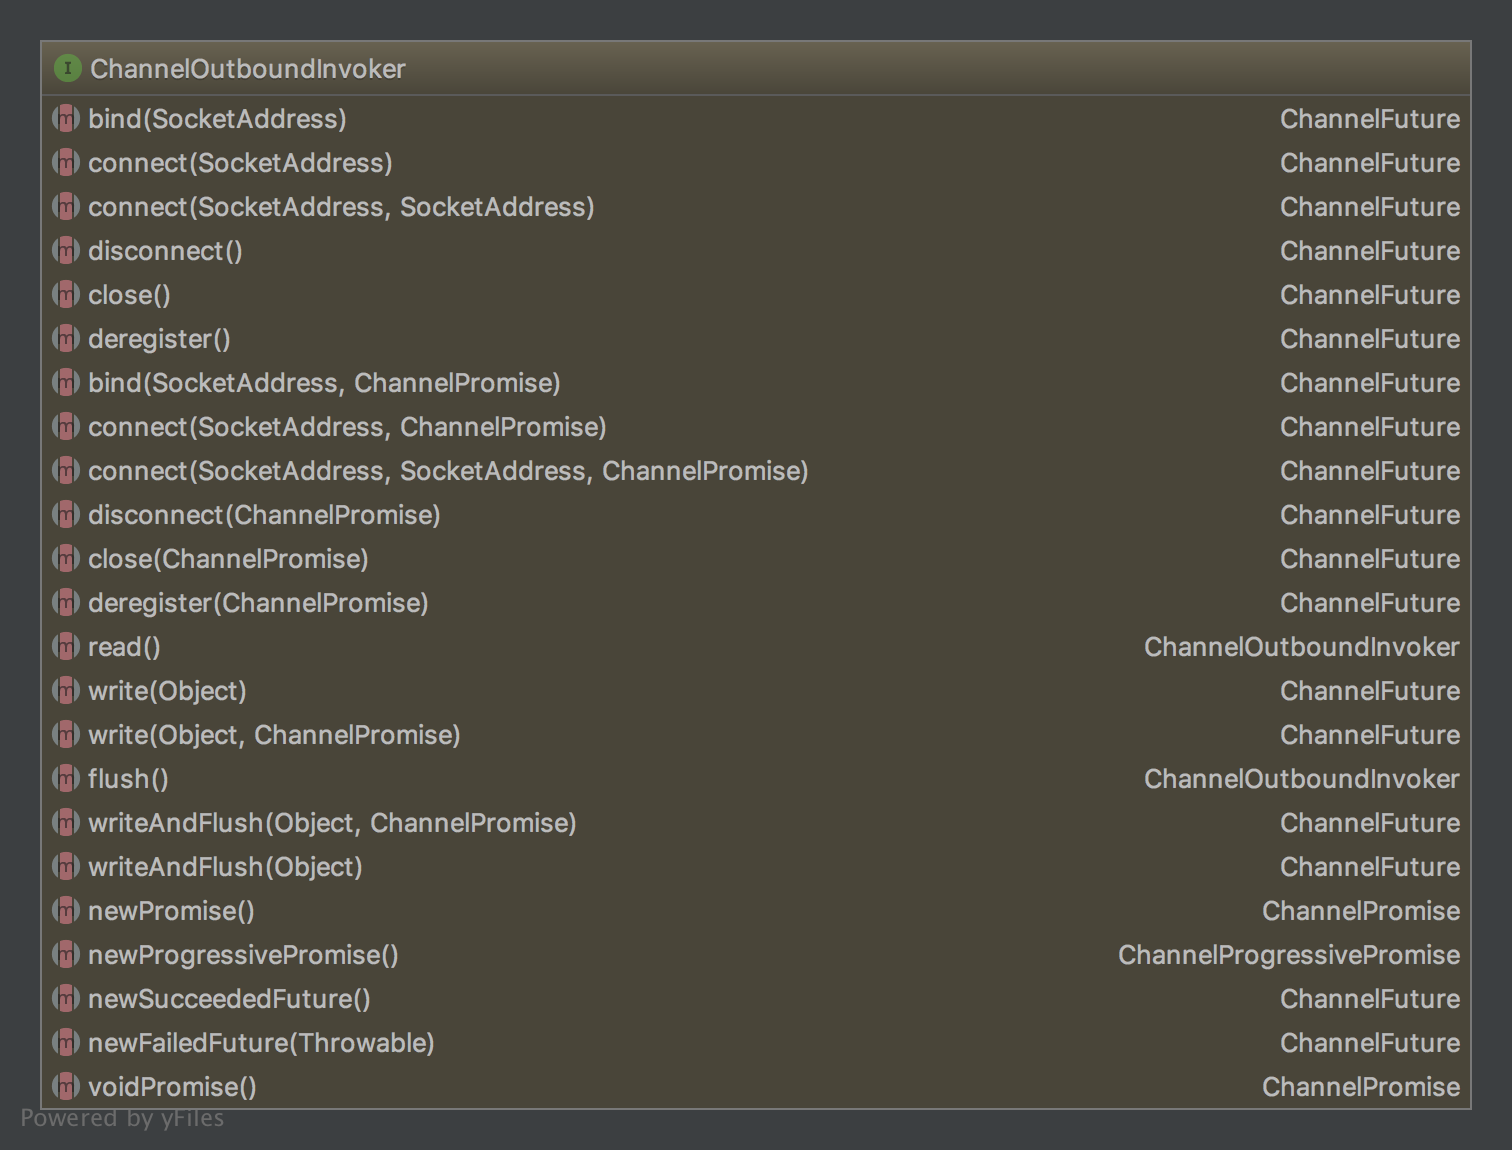 I ChannelOutboundInvoker
m bind(SocketAddress) ChannelFuture
m connect(SocketAddress) ChannelFuture
m connect(SocketAddress, SocketAddress) ChannelFuture
m disconnect() ChannelFuture
m close() ChannelFuture
m deregister() ChannelFuture
m bind(SocketAddress, ChannelPromise) ChannelFuture
m connect(SocketAddress, ChannelPromise) ChannelFuture
m connect(SocketAddress, SocketAddress, ChannelPromise) ChannelFuture
m disconnect(ChannelPromise) ChannelFuture
m close(ChannelPromise) ChannelFuture
m deregister(ChannelPromise) ChannelFuture
m read() ChannelOutboundInvoker
m write(Object) ChannelFuture
m write(Object, ChannelPromise) ChannelFuture
m flush() ChannelOutboundInvoker
m writeAndFlush(Object, ChannelPromise) ChannelFuture
m writeAndFlush(Object) ChannelFuture
m newPromise() ChannelPromise
m newProgressivePromise() ChannelProgressivePromise
m newSucceededFuture() ChannelFuture
m newFailedFuture(Throwable) ChannelFuture
m voidPromise() ChannelPromise
Powered by yFiles